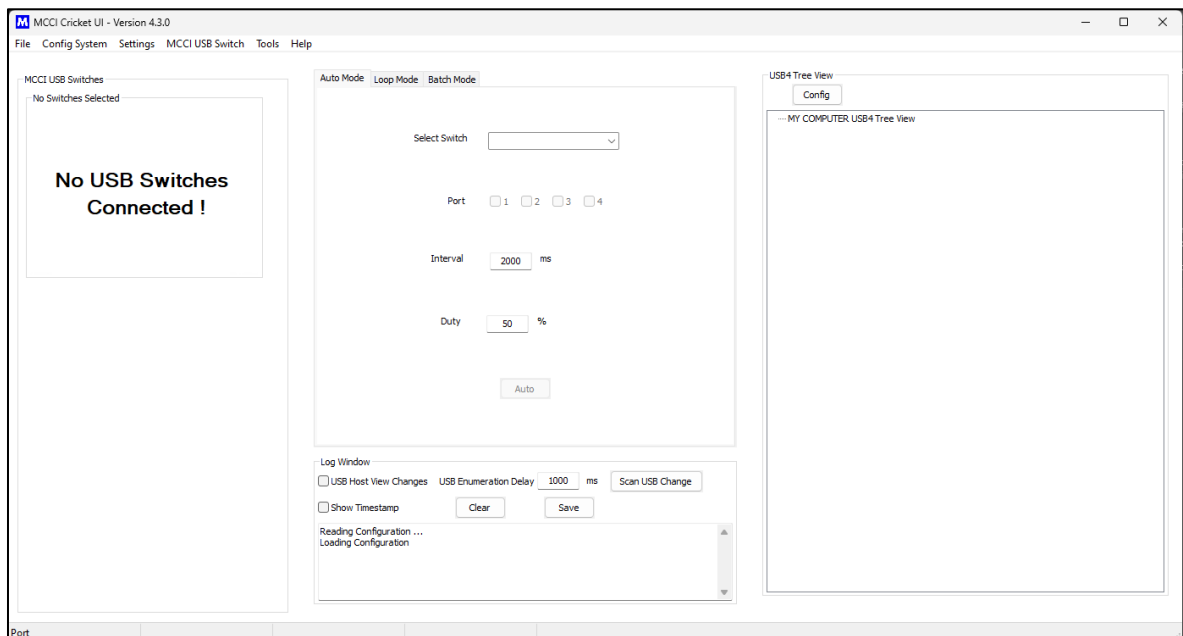 M MCCI Cricket UI - Version 4.3.0
File Config System Settings MCCI USB Switch Tools Help
MCCI USB Switches
No Switches Selected
No USB Switches
Connected !
Auto Mode Loop Mode Batch Mode
Select Switch
Port 1 2 3 4
Interval 2000 ms
Duty 50 %
Auto
Log Window
USB Host View Changes USB Enumeration Delay 1000 ms Scan USB Change
Show Timestamp Clear Save
Reading Configuration ...
Loading Configuration
USB4 Tree View
Config
MY COMPUTER USB4 Tree View
Port